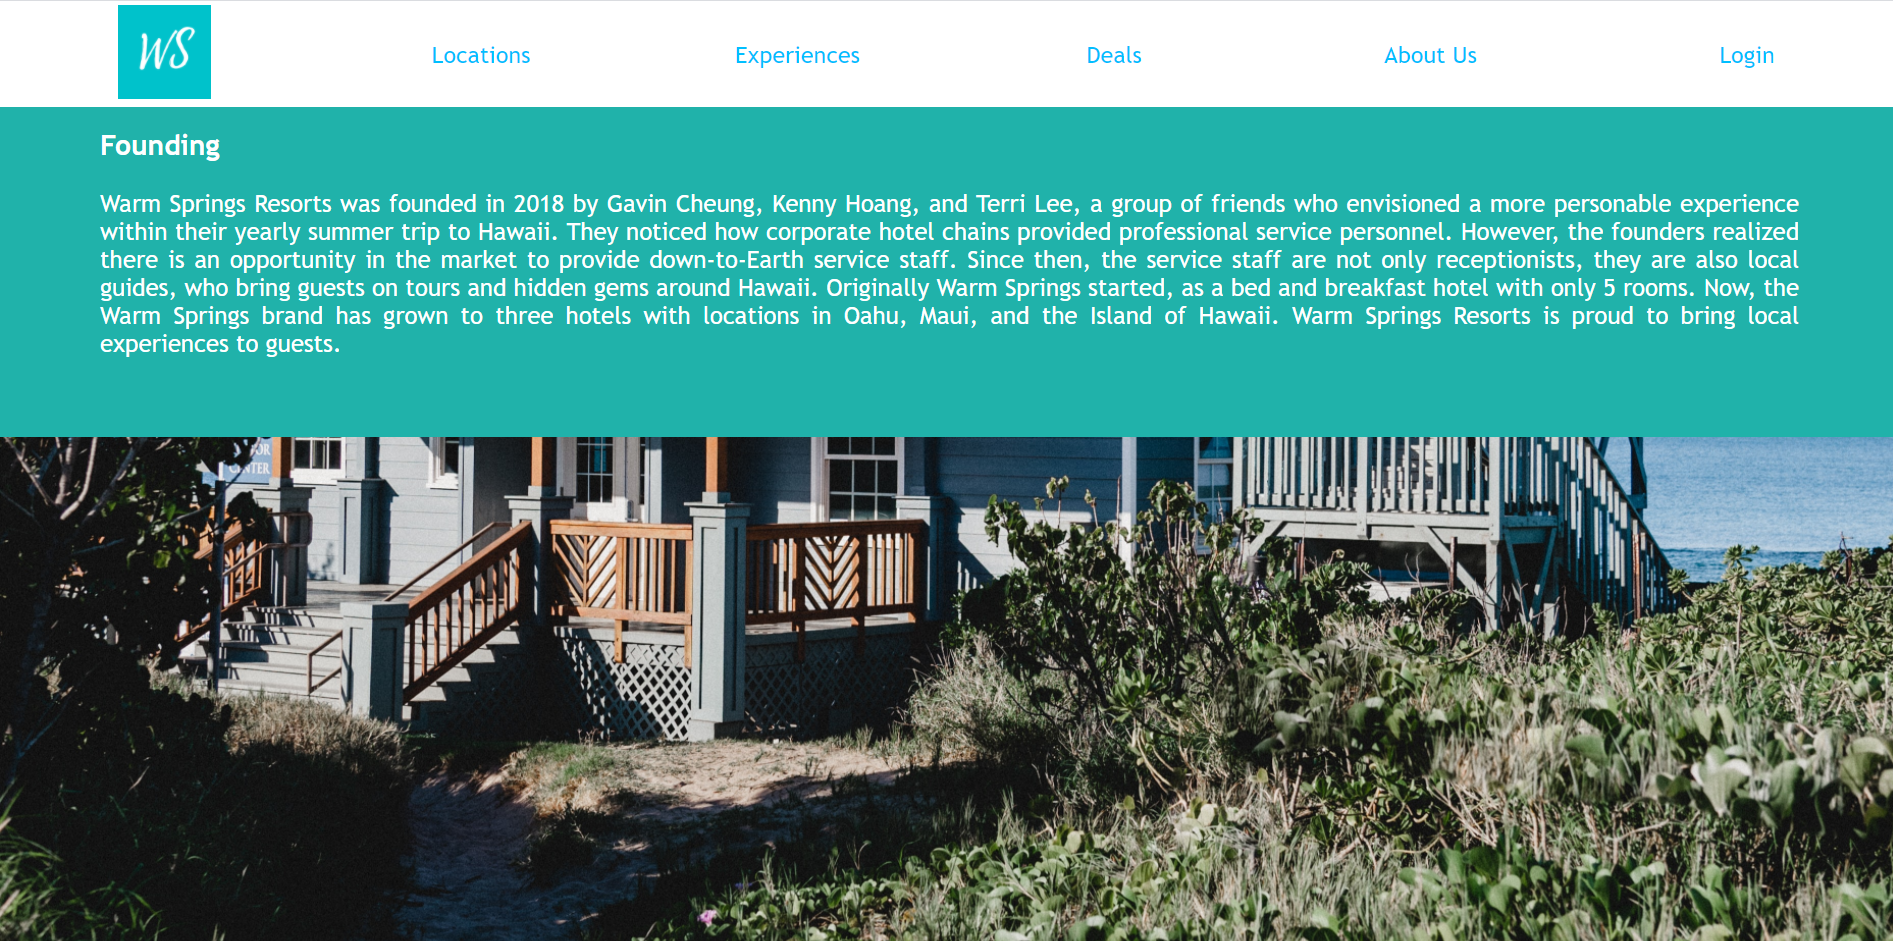 WS
Locations
Experiences
Deals
About Us
Login
Founding
Warm Springs Resorts was founded in 2018 by Gavin Cheung, Kenny Hoang, and Terri Lee, a group of friends who envisioned a more personable experience
within their yearly summer trip to Hawaii. They noticed how corporate hotel chains provided professional service personnel. However, the founders realized
there is an opportunity in the market to provide down-to-Earth service staff. Since then, the service staff are not only receptionists, they are also local
guides, who bring guests on tours and hidden gems around Hawaii. Originally Warm Springs started, as a bed and breakfast hotel with only 5 rooms. Now, the
Warm Springs brand has grown to three hotels with locations in Oahu, Maui, and the Island of Hawaii. Warm Springs Resorts is proud to bring local
experiences to guests.